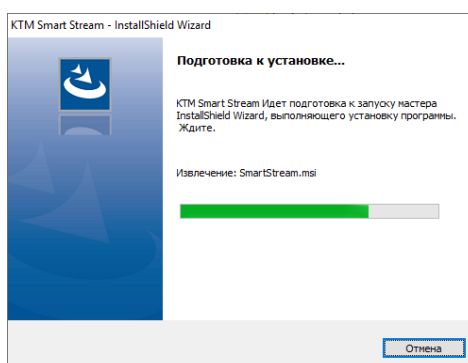 KTM Smart Stream - InstallShield Wizard
Подготовка к установке...
KTM Smart Stream Идет подготовка к запуску мастера
InstallShield Wizard, выполняющего установку программы.
Ждите.
Извлечение: SmartStream.msi
Отмена